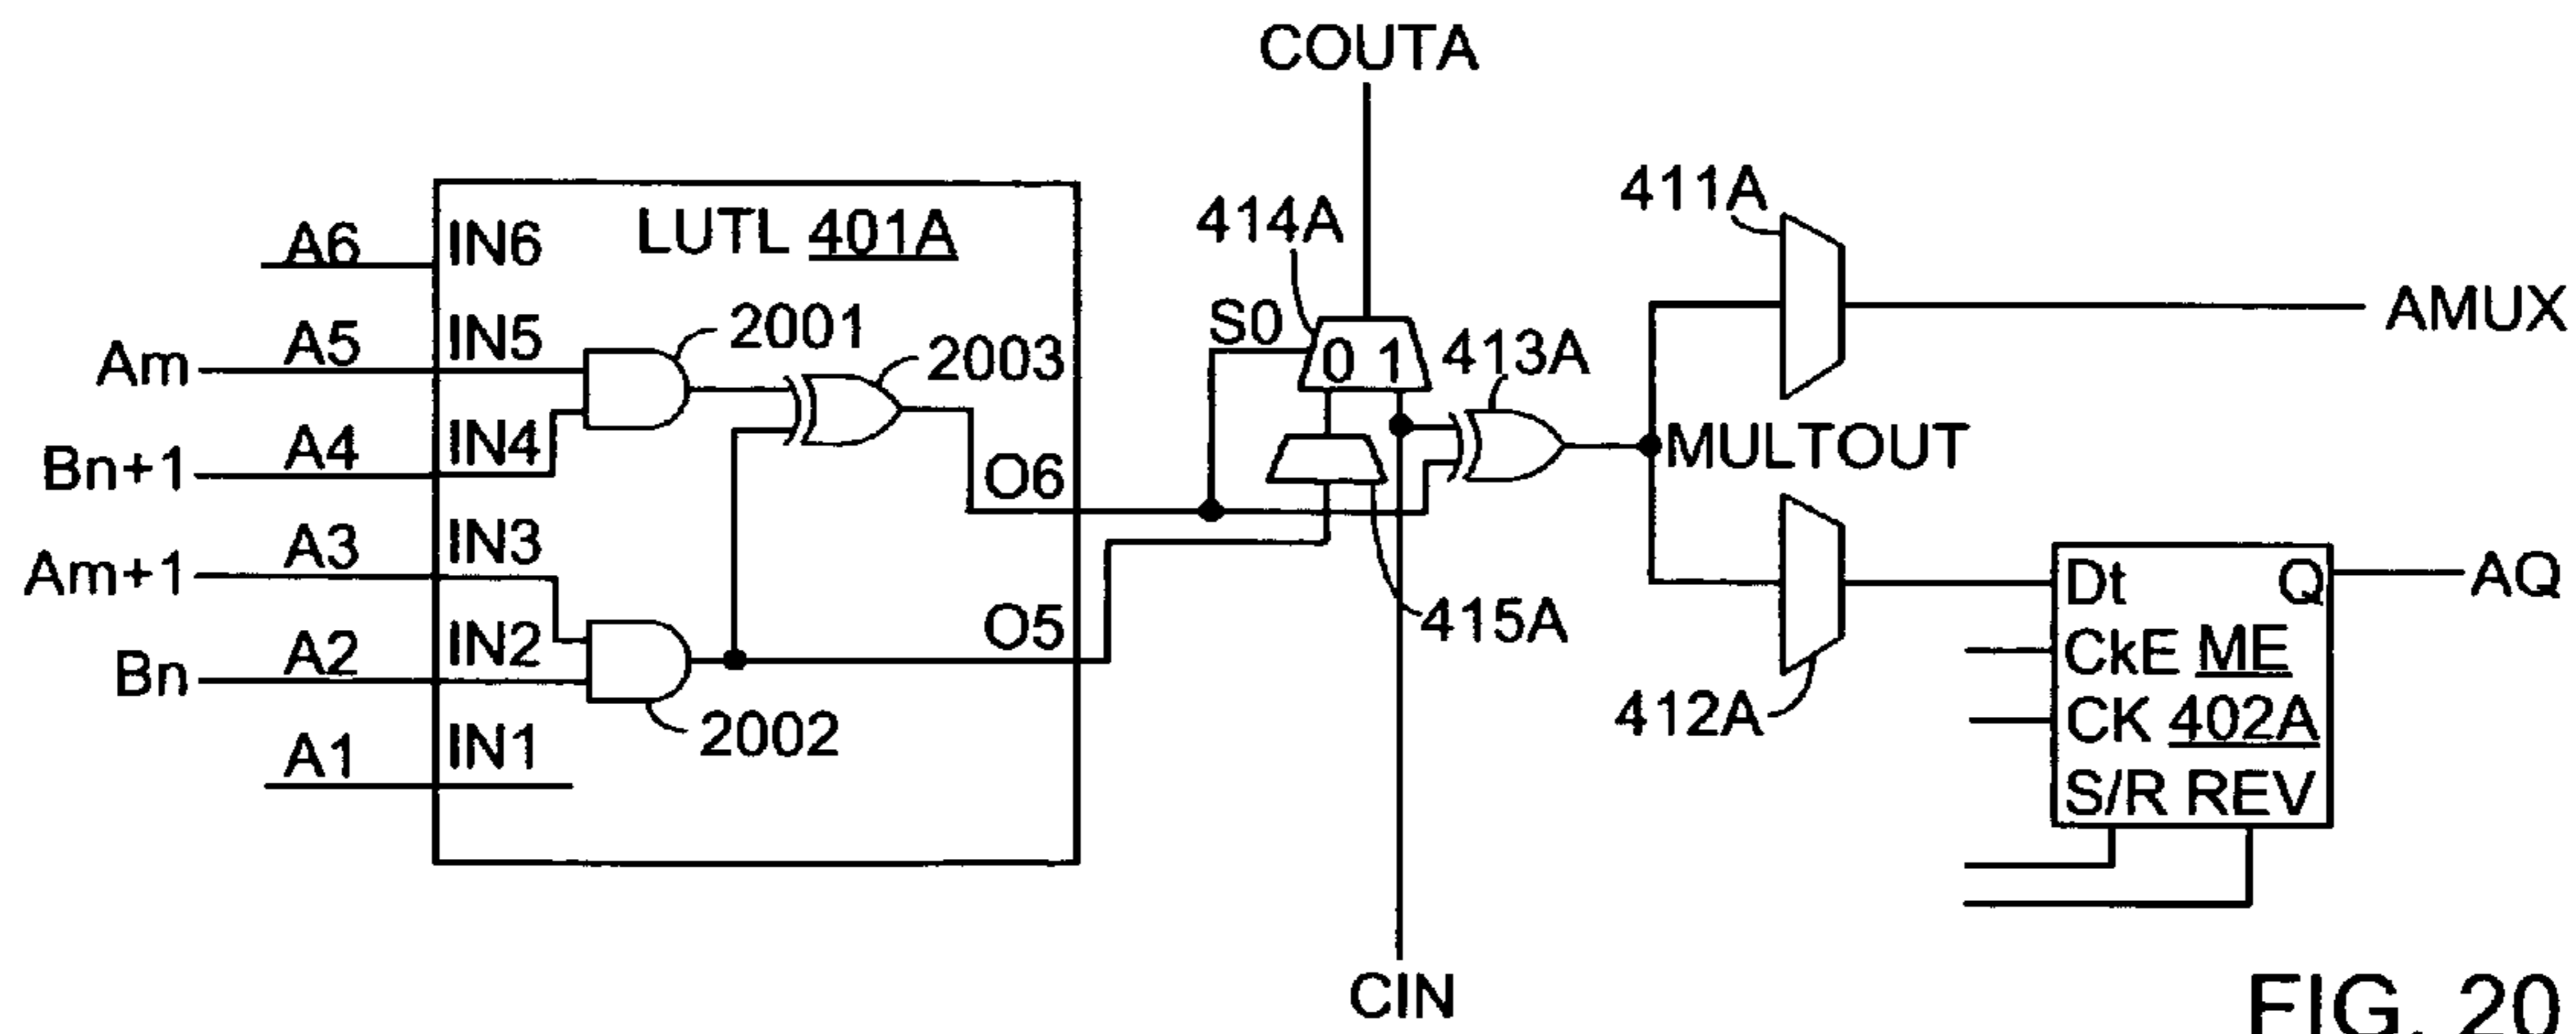 COUTA
LUTL 401A
A6 IN6
Am A5 IN5
Bn+1 A4 IN4
Am+1 A3 IN3
Bn A2 IN2
A1 IN1
2001
2003
2002
O6
O5
414A
S0
0 1
413A
415A
CIN
MULTOUT
411A
AMUX
412A
Dt Q
CkE ME
CK 402A
S/R REV
AQ
FIG. 20